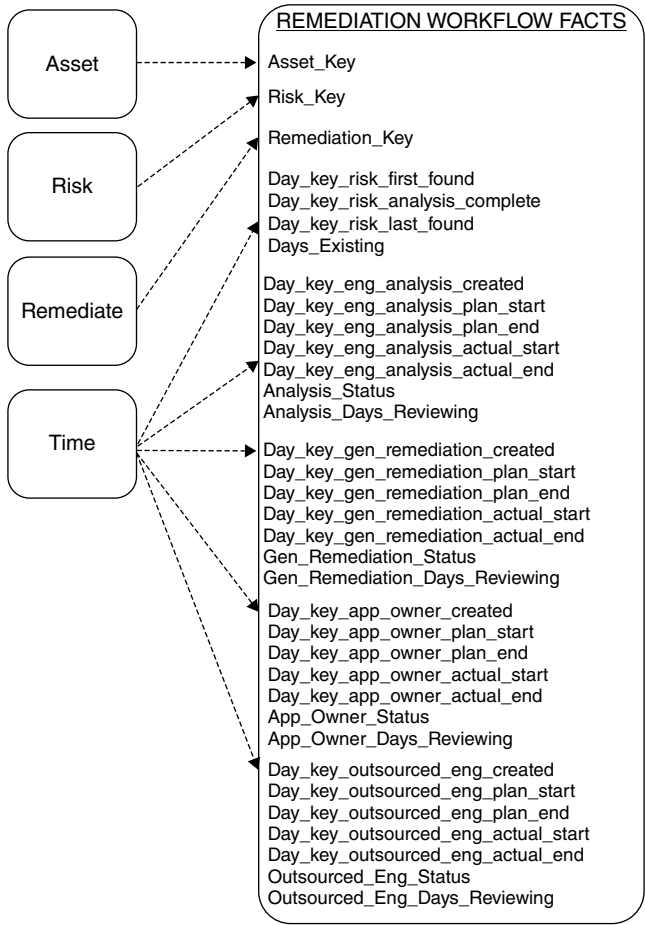 Asset
Risk
Remediate
Time
REMEDIATION WORKFLOW FACTS
Asset_Key
Risk_Key
Remediation_Key
Day_key_risk_first_found
Day_key_risk_analysis_complete
Day_key_risk_last_found
Days_Existing
Day_key_eng_analysis_created
Day_key_eng_analysis_plan_start
Day_key_eng_analysis_plan_end
Day_key_eng_analysis_actual_start
Day_key_eng_analysis_actual_end
Analysis_Status
Analysis_Days_Reviewing
Day_key_gen_remediation_created
Day_key_gen_remediation_plan_start
Day_key_gen_remediation_plan_end
Day_key_gen_remediation_actual_start
Day_key_gen_remediation_actual_end
Gen_Remediation_Status
Gen_Remediation_Days_Reviewing
Day_key_app_owner_created
Day_key_app_owner_plan_start
Day_key_app_owner_plan_end
Day_key_app_owner_actual_start
Day_key_app_owner_actual_end
App_Owner_Status
App_Owner_Days_Reviewing
Day_key_outsourced_eng_created
Day_key_outsourced_eng_plan_start
Day_key_outsourced_eng_plan_end
Day_key_outsourced_eng_actual_start
Day_key_outsourced_eng_actual_end
Outsourced_Eng_Status
Outsourced_Eng_Days_Reviewing